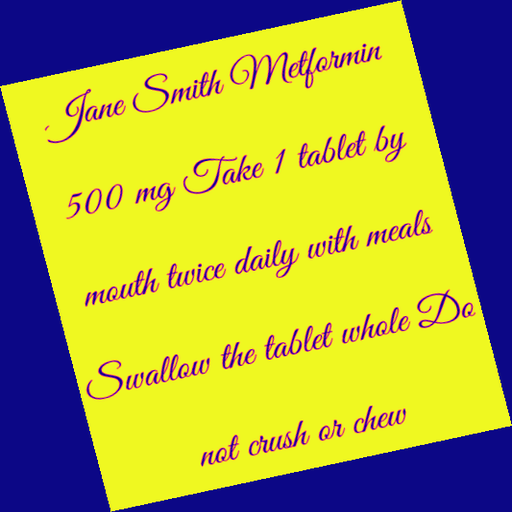 Jane Smith Metformin
500 mg Take 1 tablet by
mouth twice daily with meals
Swallow the tablet whole Do
not crush or chew